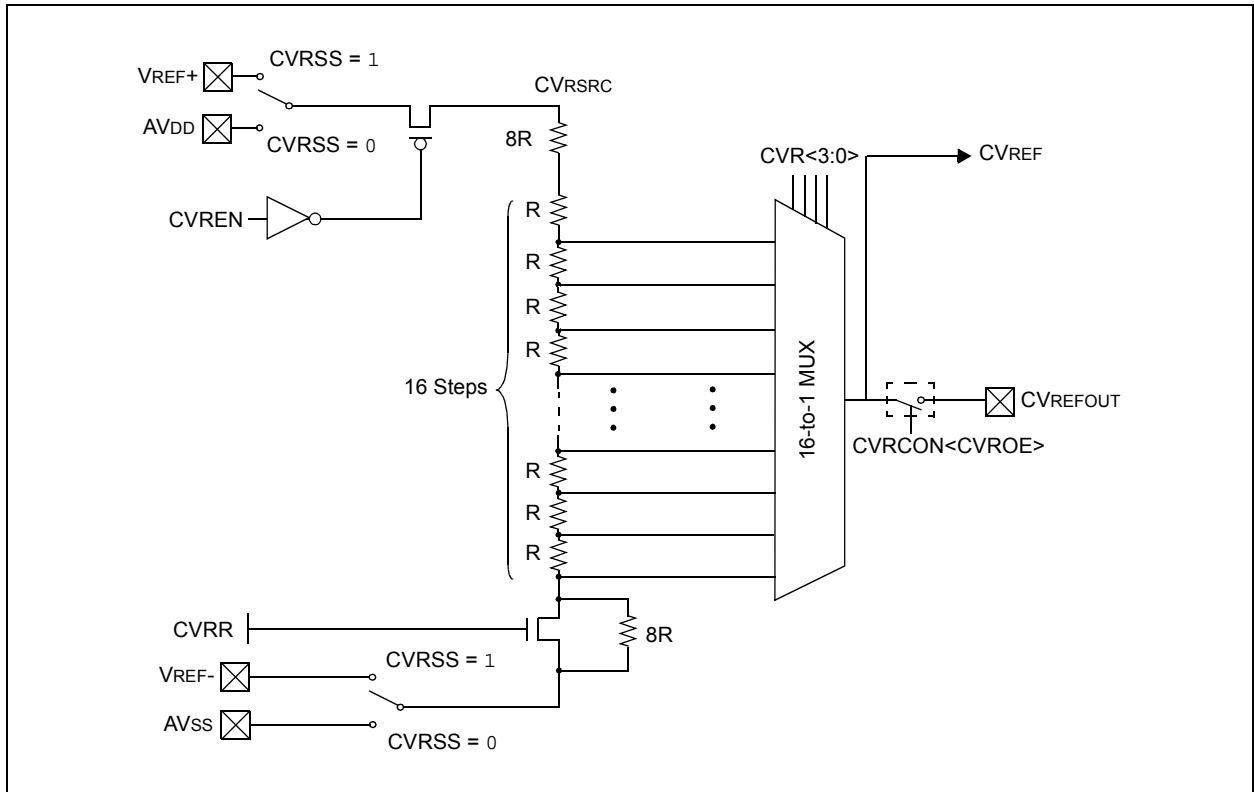 CVRSS = 1
VREF+
CVRSRC
AVDD
8R
CVRSS = 0
CVR<3:0>
CVREF
R
CVREN
R
R
R
16 Steps
16-to-1 MUX
CVREFOUT
CVRCON<CVROE>
R
R
R
CVRR
8R
CVRSS = 1
VREF-
AVSS
CVRSS = 0